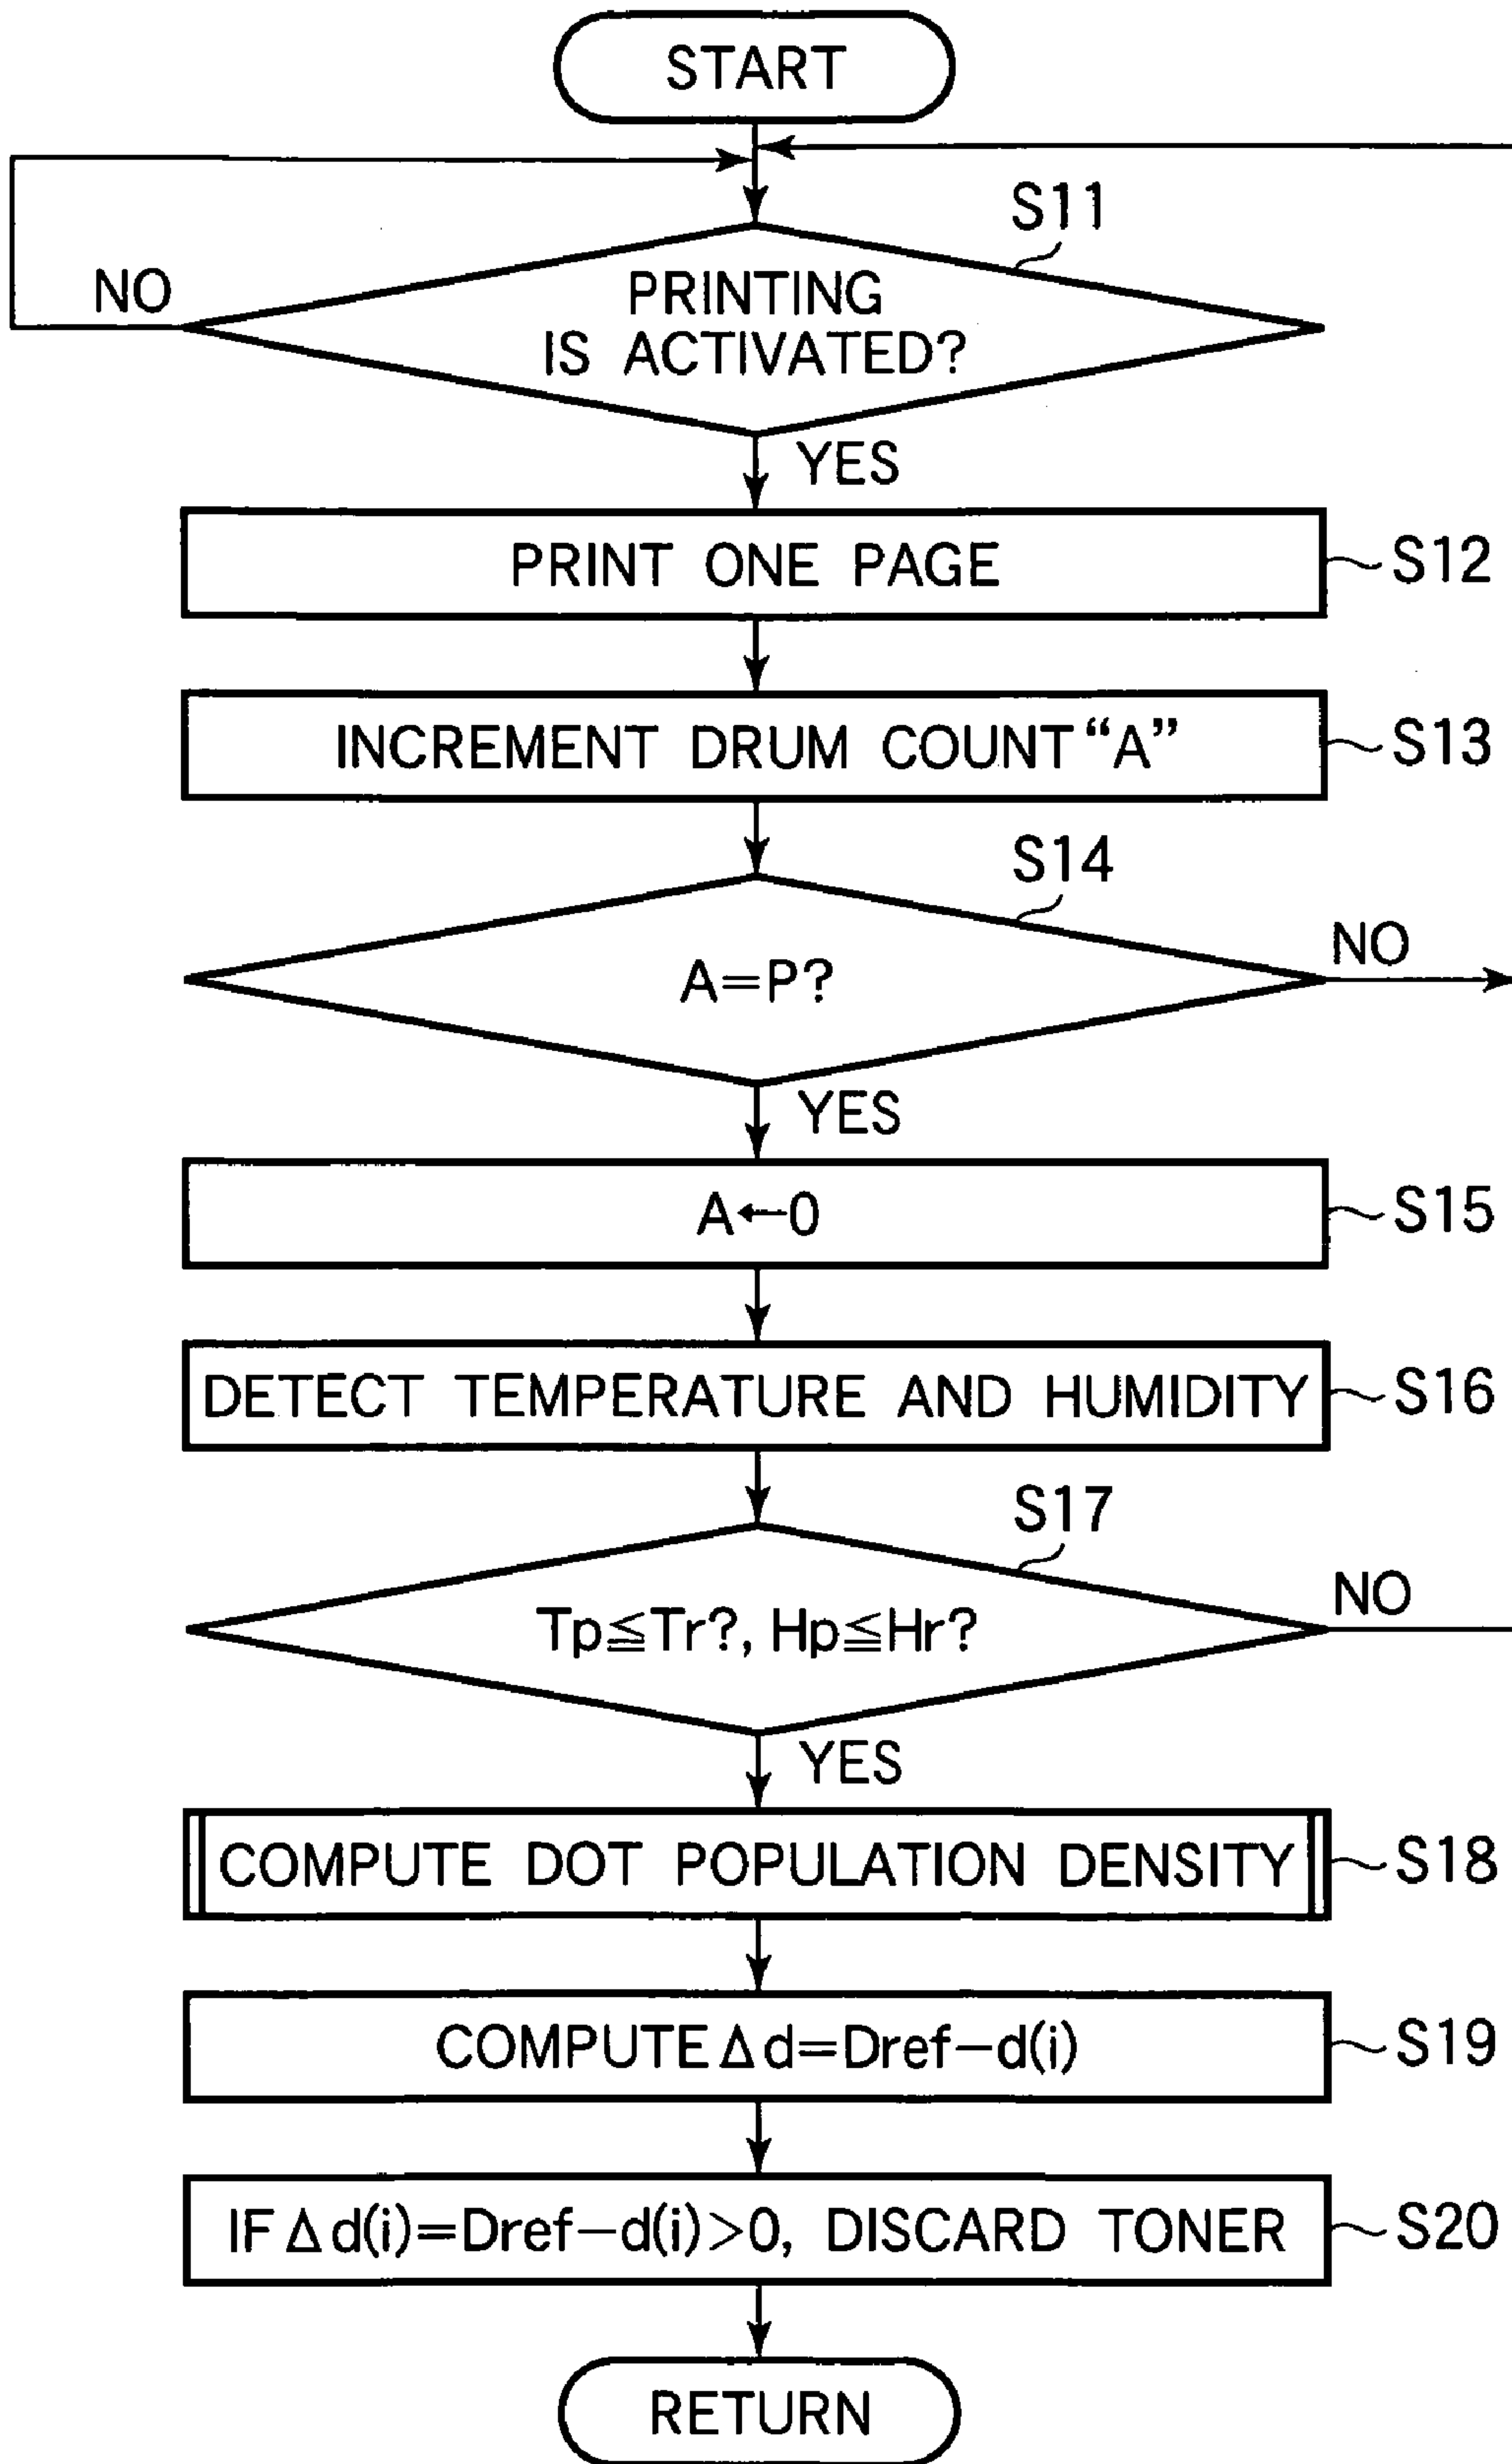 START
S11
NO
PRINTING
IS ACTIVATED?
YES
PRINT ONE PAGE
S12
INCREMENT DRUM COUNT “A”
S13
S14
NO
A=P?
YES
A←0
S15
DETECT TEMPERATURE AND HUMIDITY
S16
S17
NO
Tp≦Tr?, Hp≦Hr?
YES
COMPUTE DOT POPULATION DENSITY
S18
COMPUTE Δd=Dref−d(i)
S19
IF Δd(i)=Dref−d(i)>0, DISCARD TONER
S20
RETURN